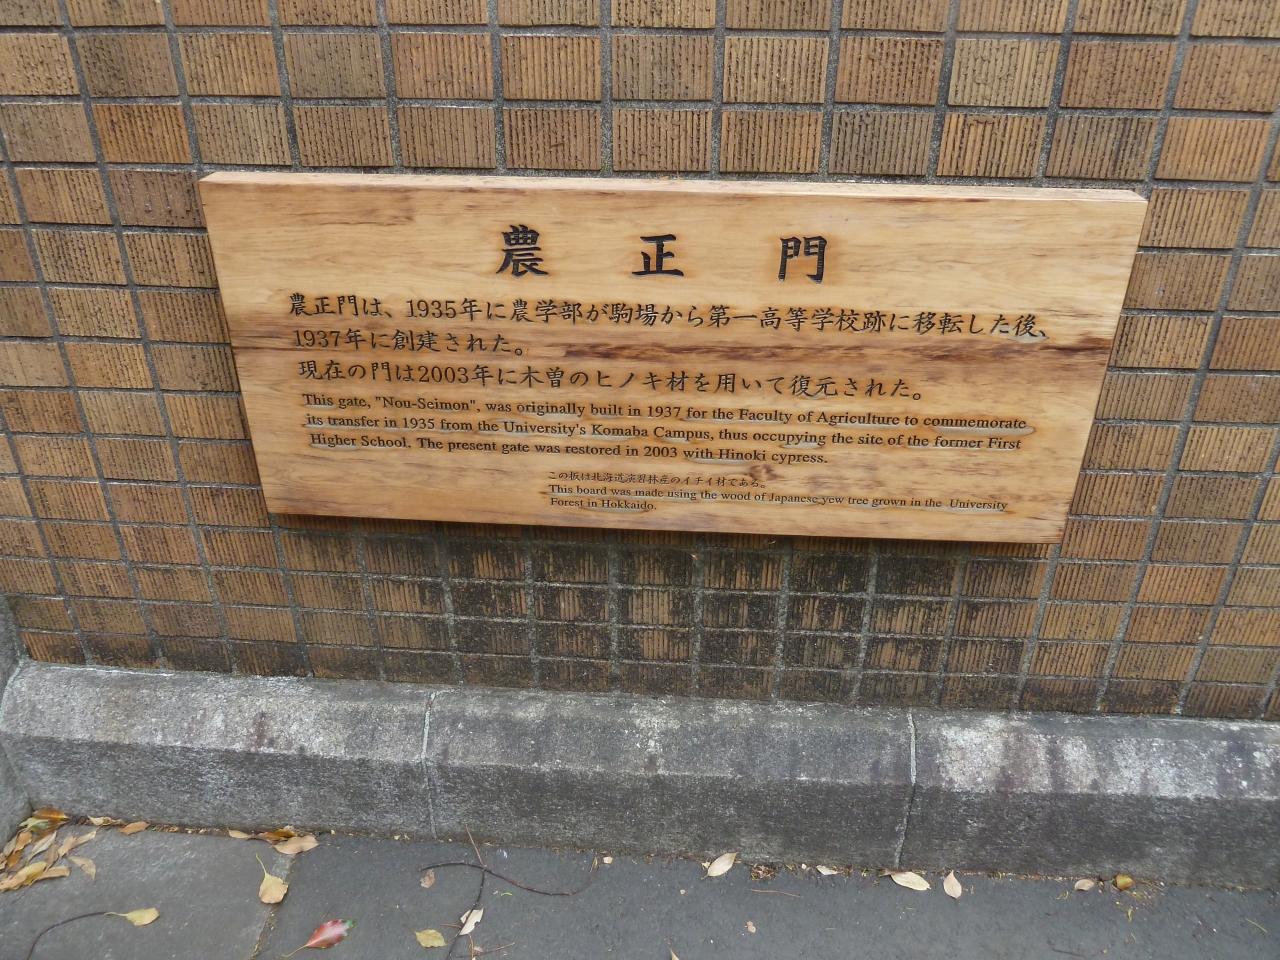 農正門
農正門は、1935年に農学部が駒場から第一高等学校跡に移転した後、
1937年に創建された。
現在の門は2003年に木曽のヒノキ材を用いて復元された。
This gate, "Nou-Seimon", was originally built in 1937 for the Faculty of Agriculture to commemorate
its transfer in 1935 from the University's Komaba Campus, thus occupying the site of the former First
Higher School. The present gate was restored in 2003 with Hinoki cypress.
この板は北海道演習林産のイチイ材である。
This board was made using the wood of Japanese yew tree grown in the University
Forest in Hokkaido.